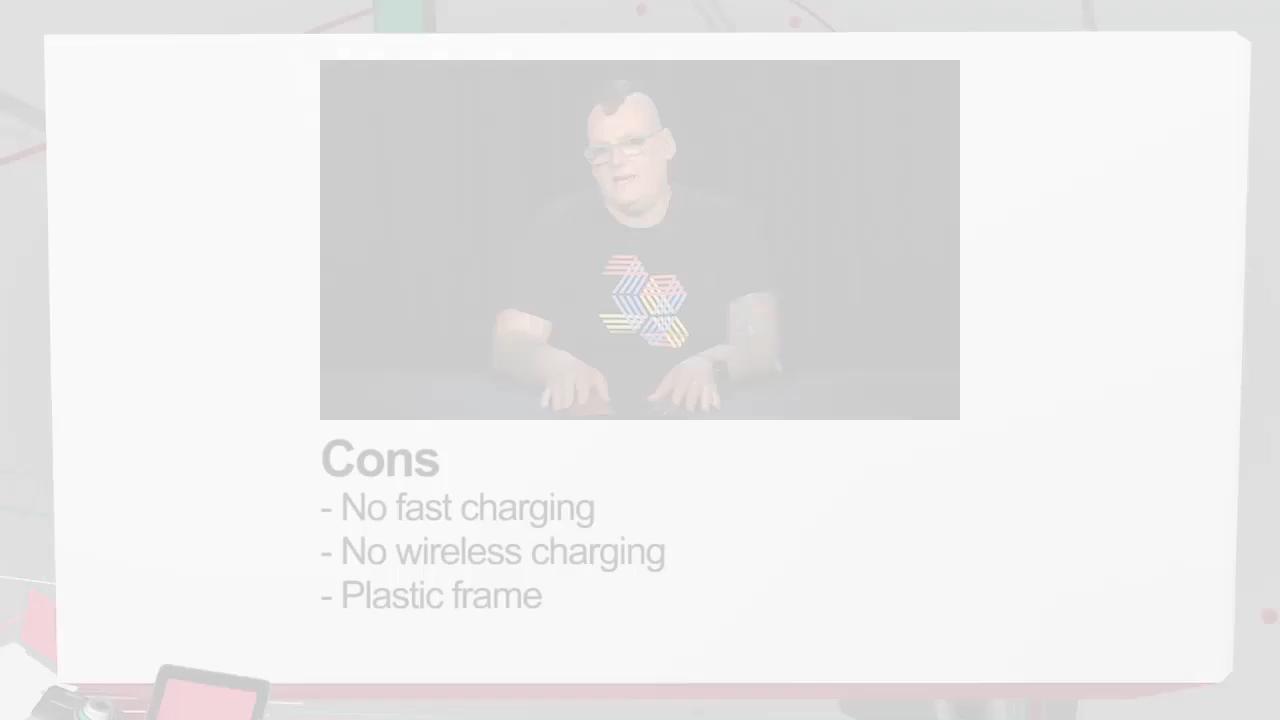 Cons
- No fast charging
- No wireless charging
- Plastic frame